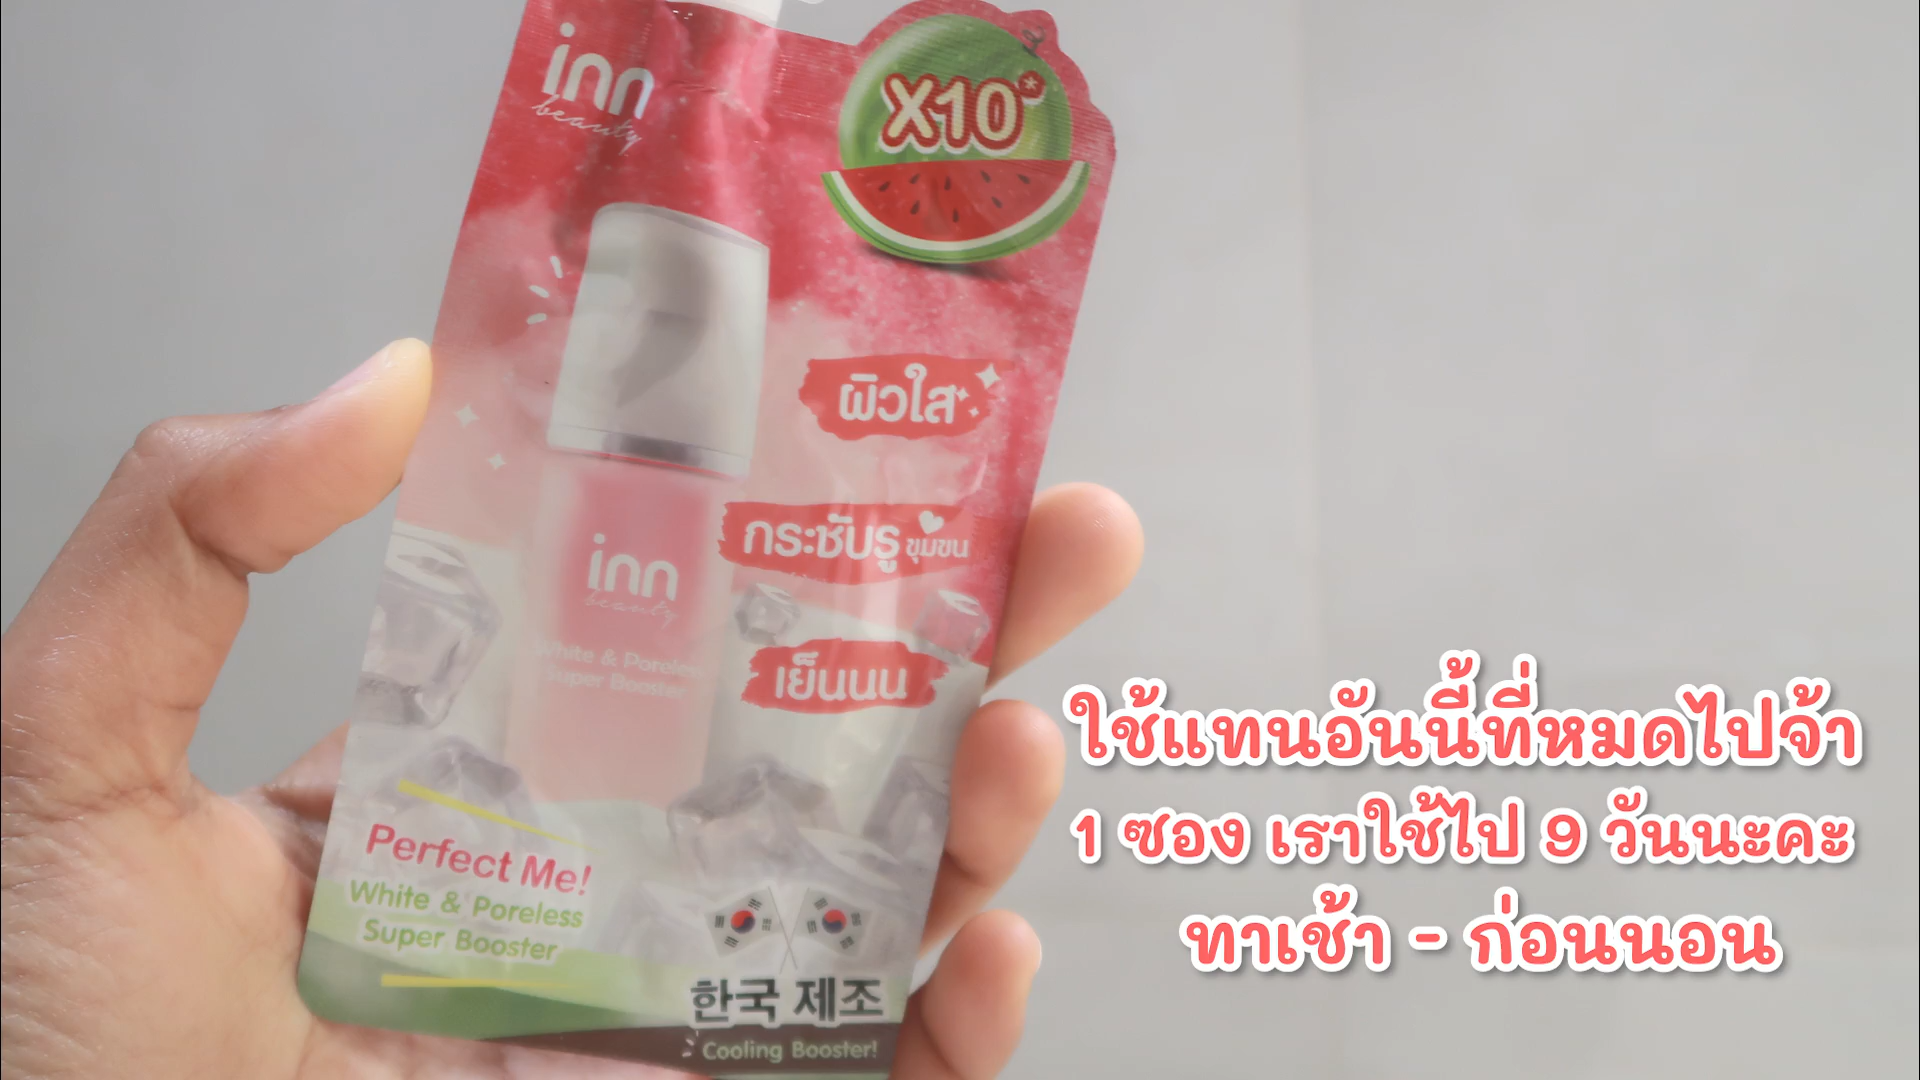 inn
beauty
X10*
ผิวใส
กระชับรู ขุมขน
inn
beauty
White & Poreless
Super Booster
เย็นนน
Perfect Me!
White & Poreless
Super Booster
한국 제조
Cooling Booster!
ใช้แทนอันนี้ที่หมดไปจ้า
1 ซอง เราใช้ไป 9 วันนะคะ
ทาเช้า - ก่อนนอน